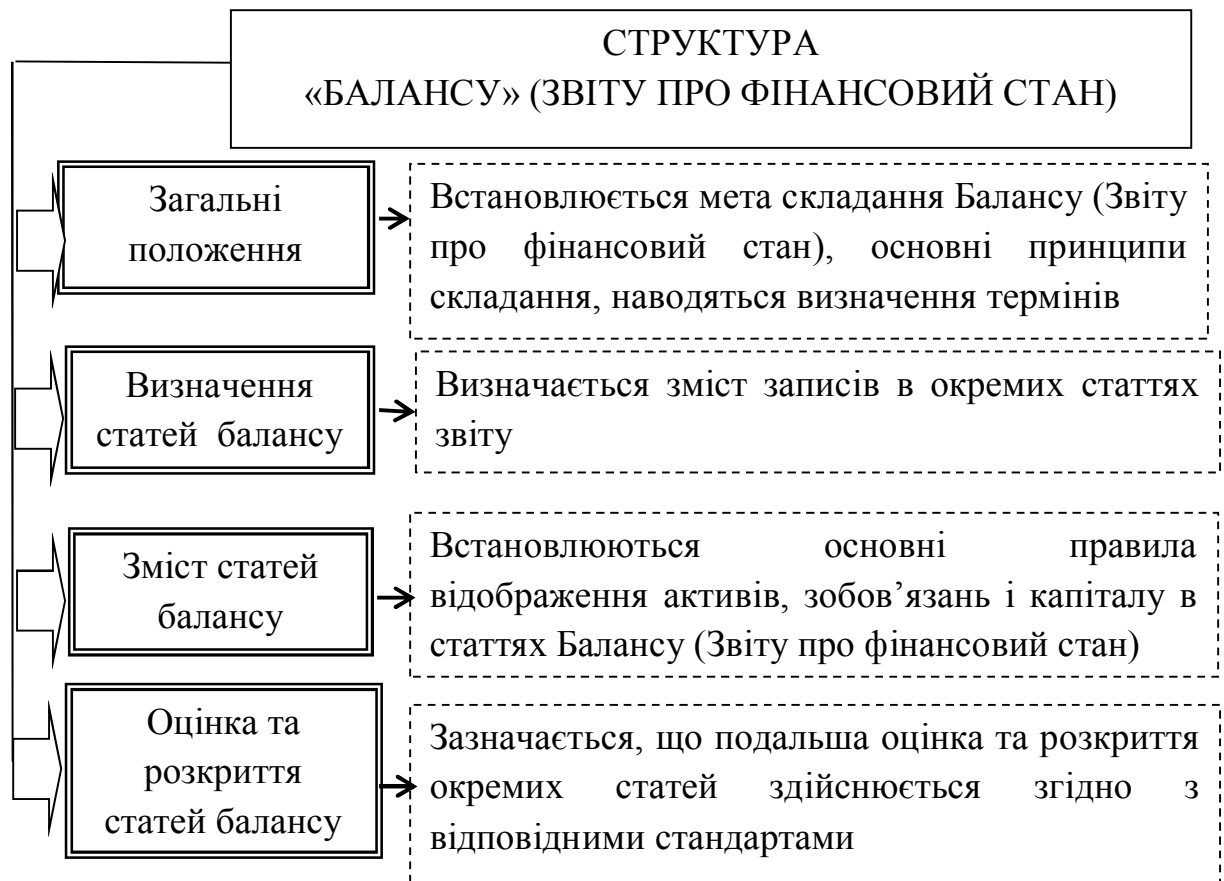 СТРУКТУРА
«БАЛАНСУ» (ЗВІТУ ПРО ФІНАНСОВИЙ СТАН)
Загальні
положення
Встановлюється мета складання Балансу (Звіту
про фінансовий стан), основні принципи
складання, наводяться визначення термінів
Визначення
статей балансу
Визначається зміст записів в окремих статтях
звіту
Зміст статей
балансу
Встановлюються основні правила
відображення активів, зобов’язань і капіталу в
статтях Балансу (Звіту про фінансовий стан)
Оцінка та
розкриття
статей балансу
Зазначається, що подальша оцінка та розкриття
окремих статей здійснюється згідно з
відповідними стандартами